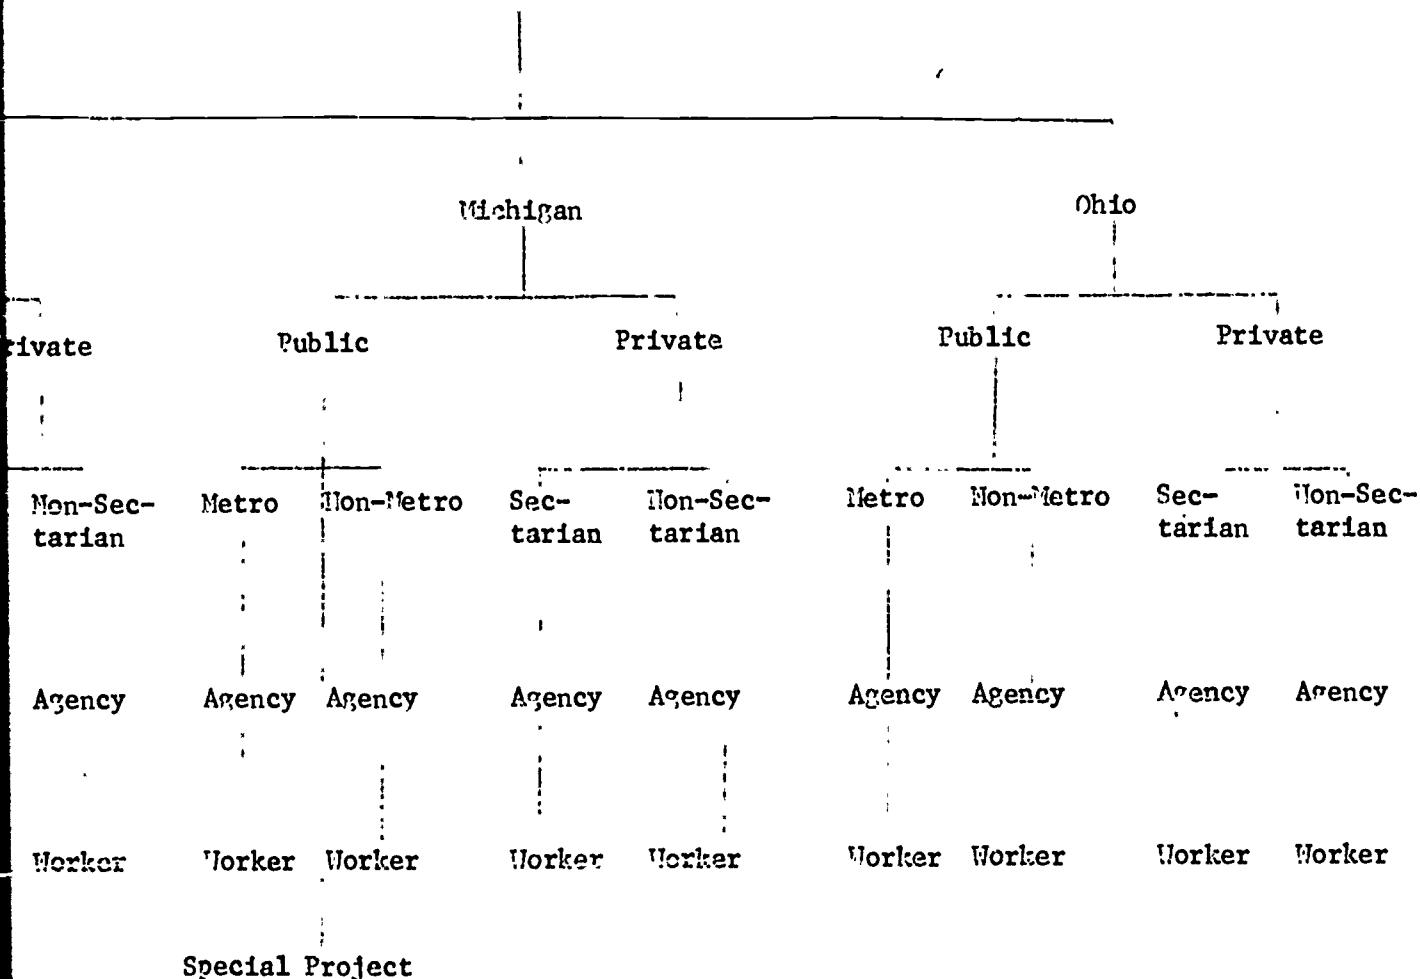 Michigan Ohio
rivate Public Private Public Private
Non-Sec- Metro Non-Metro Sec- Non-Sec- Metro Non-Metro Sec- Non-Sec-
tarian tarian tarian tarian tarian
Agency Agency Agency Agency Agency Agency Agency Agency Agency
Worker Worker Worker Worker Worker Worker Worker Worker Worker
Special Project